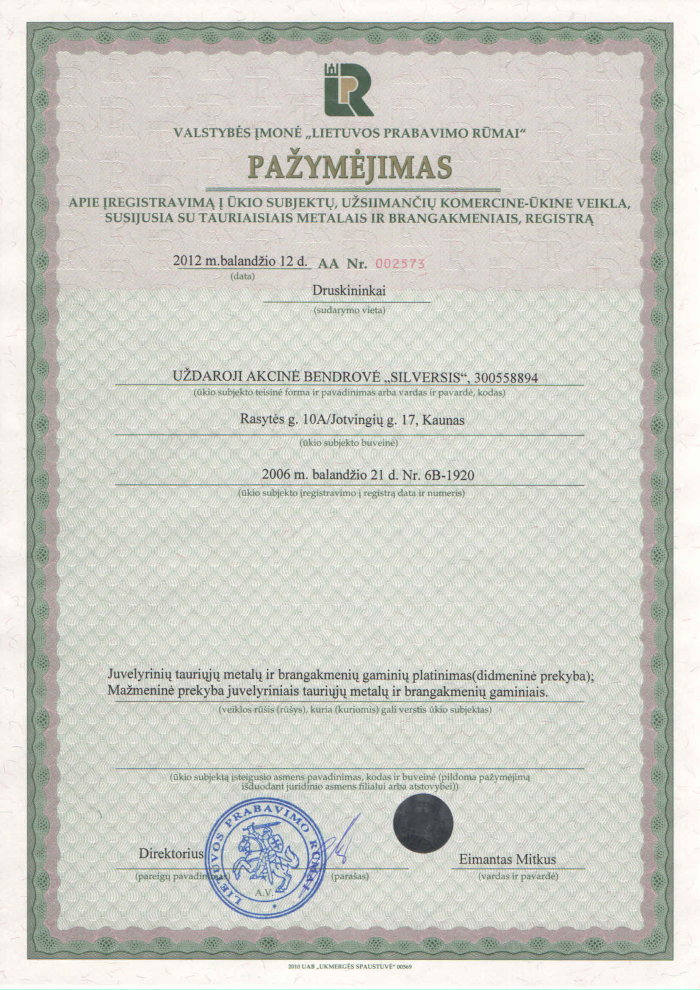 VALSTYBĖS ĮMONĖ „LIETUVOS PRABAVIMO RŪMAI“
PAŽYMĖJIMAS
APIE ĮREGISTRAVIMĄ Į ŪKIO SUBJEKTŲ, UŽSIIMANČIŲ KOMERCINE-ŪKINE VEIKLA,
SUSIJUSIA SU TAURIAISIAIS METALAIS IR BRANGAKMENIAIS, REGISTRĄ
2012 m.balandžio 12 d. AA Nr. 002573
(data)
Druskininkai
(sudarymo vieta)
UŽDAROJI AKCINĖ BENDROVĖ „SILVERSIS“, 300558894
(ūkio subjekto teisinė forma ir pavadinimas arba vardas ir pavardė, kodas)
Rasytės g. 10A/Jotvingių g. 17, Kaunas
(ūkio subjekto buveinė)
2006 m. balandžio 21 d. Nr. 6B-1920
(ūkio subjekto įregistravimo į registrą data ir numeris)
Juvelyrinių tauriųjų metalų ir brangakmenių gaminių platinimas(didmeninė prekyba);
Mažmeninė prekyba juvelyriniais tauriųjų metalų ir brangakmenių gaminiais.
(veiklos rūšis (rūšys), kuria (kuriomis) gali verstis ūkio subjektas)
(ūkio subjektą įsteigusio asmens pavadinimas, kodas ir buveinė (pildoma pažymėjimą
išduodant juridinio asmens filialui arba atstovybei))
LIETUVOS PRABAVIMO RŪMAI
Direktorius
Eimantas Mitkus
(pareigų pavadinimas)
A.V.
(parašas)
(vardas ir pavardė)
2010 UAB „UKMERGĖS SPAUSTUVĖ“ 00569